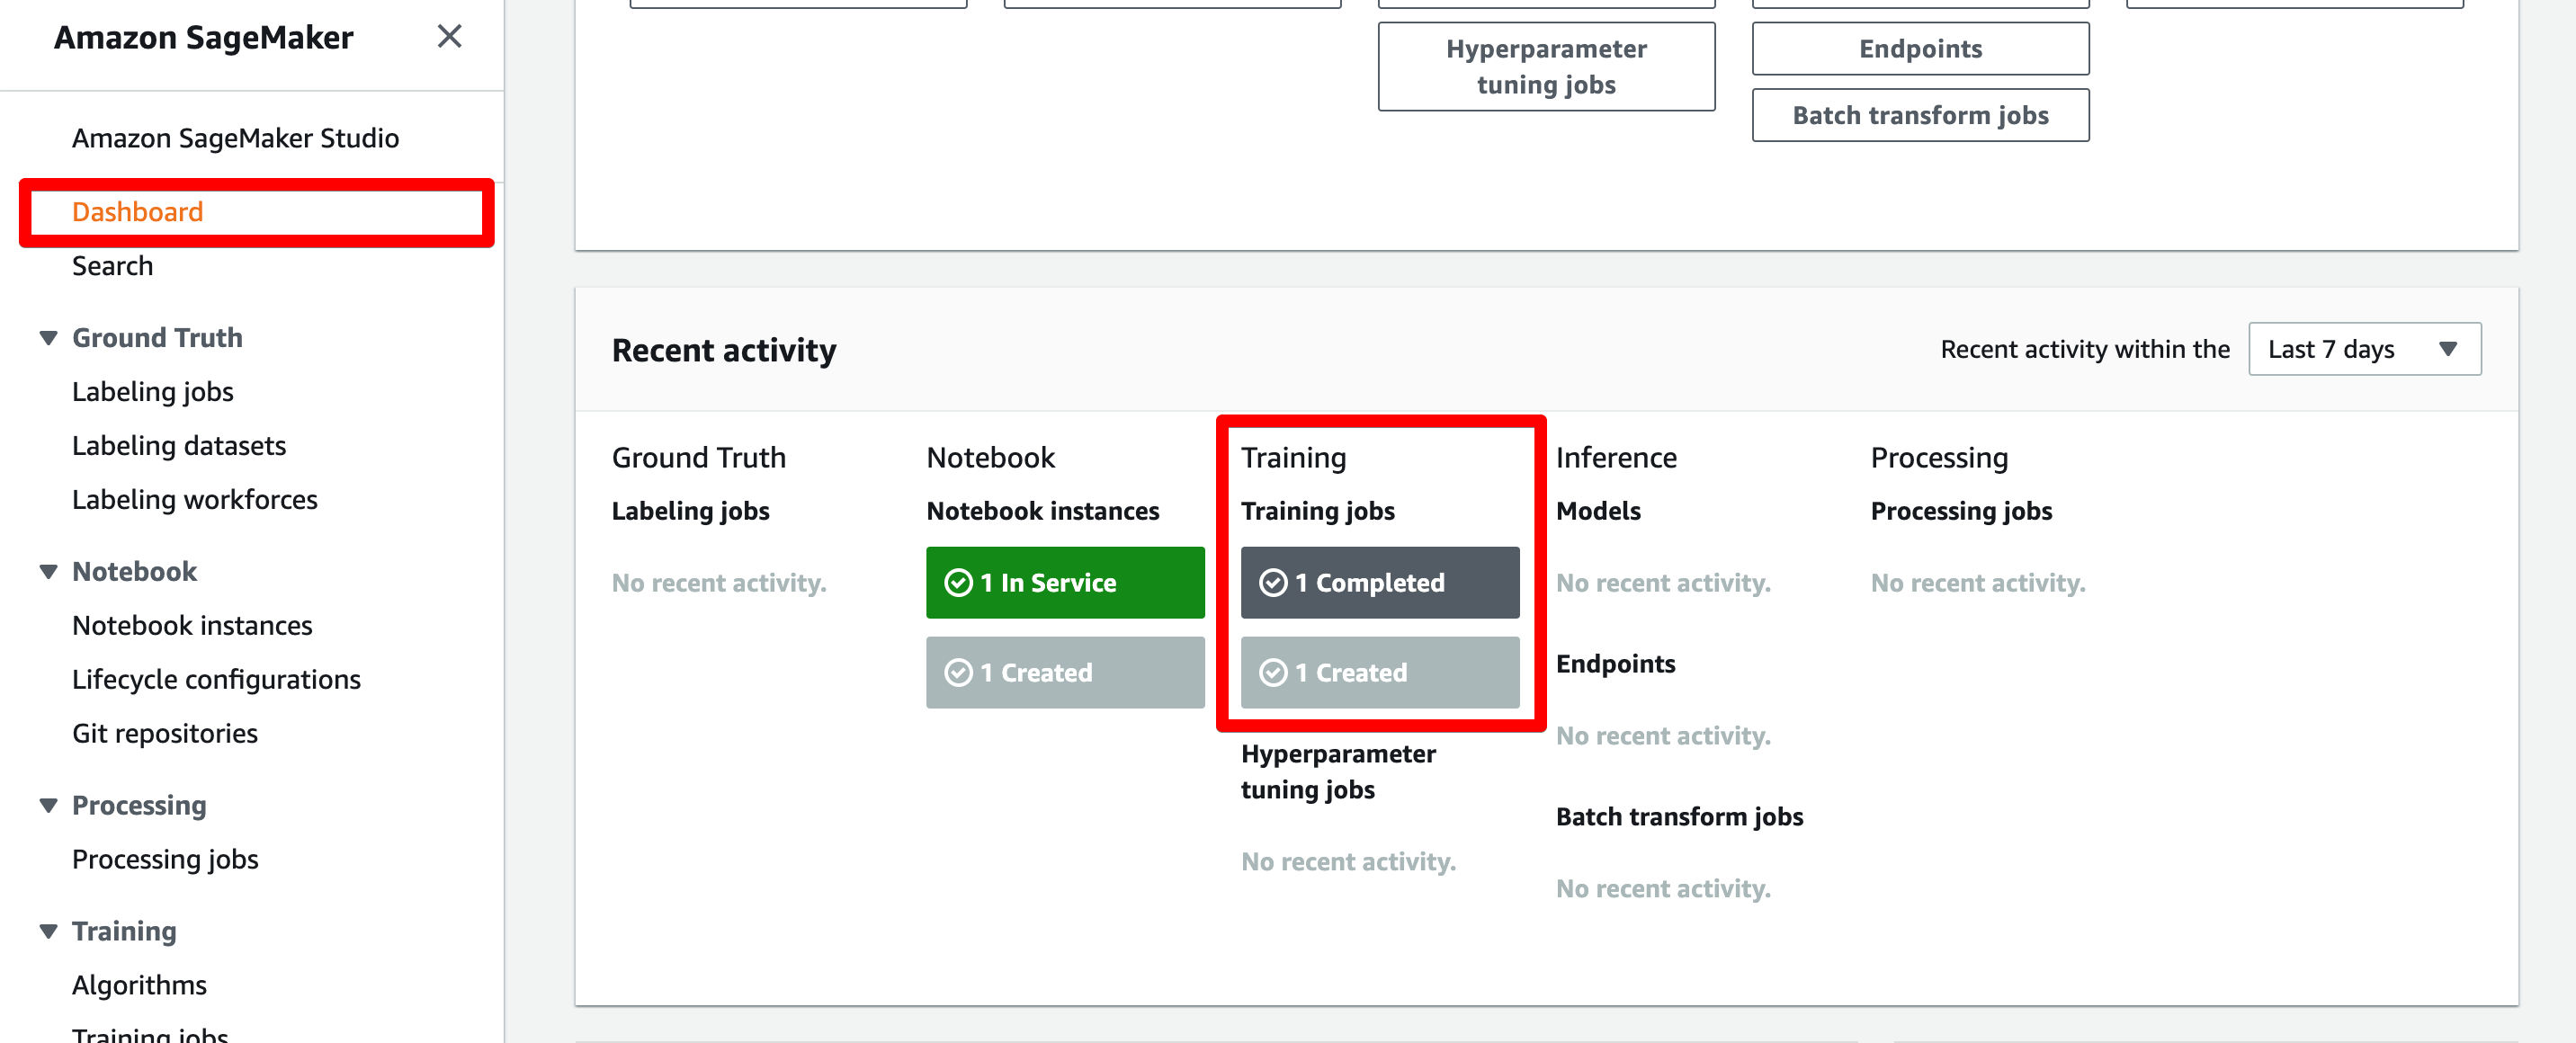 Amazon SageMaker
Amazon SageMaker Studio
Dashboard
Search
Ground Truth
Labeling jobs
Labeling datasets
Labeling workforces
Notebook
Notebook instances
Lifecycle configurations
Git repositories
Processing
Processing jobs
Training
Algorithms
Training jobs
Hyperparameter
tuning jobs
Endpoints
Batch transform jobs
Recent activity
Recent activity within the
Last 7 days
Ground Truth
Labeling jobs
No recent activity.
Notebook
Notebook instances
1 In Service
1 Created
Training
Training jobs
1 Completed
1 Created
Hyperparameter
tuning jobs
No recent activity.
Inference
Models
No recent activity.
Endpoints
No recent activity.
Batch transform jobs
No recent activity.
Processing
Processing jobs
No recent activity.